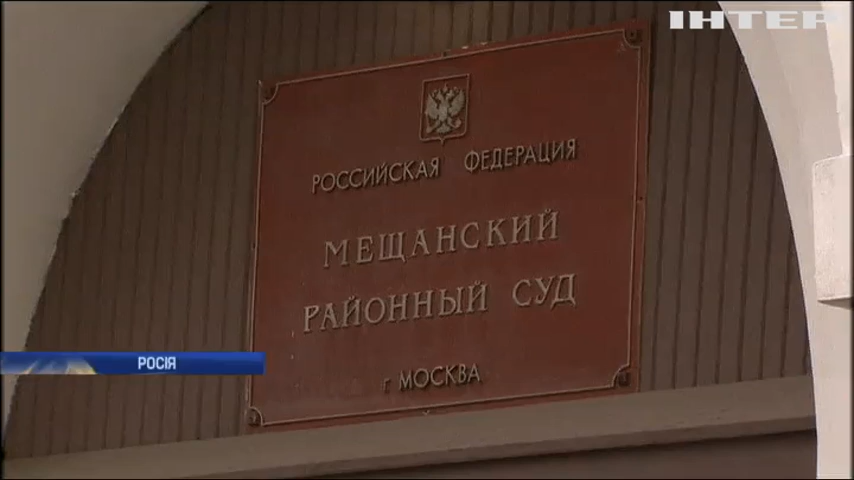 ІНТЕР
РОССИЙСКАЯ ФЕДЕРАЦИЯ
МЕЩАНСКИЙ
РАЙОННЫЙ СУД
г МОСКВА
РОСІЯ